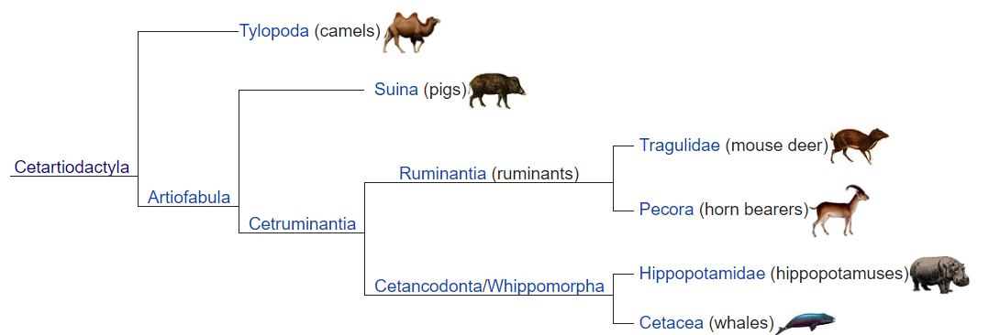 Tylopoda (camels)
Suina (pigs)
Tragulidae (mouse deer)
Cetartiodactyla
Ruminantia (ruminants)
Artiofabula
Pecora (horn bearers)
Cetruminantia
Hippopotamidae (hippopotamuses)
Cetancodonta/Whippomorpha
Cetacea (whales)